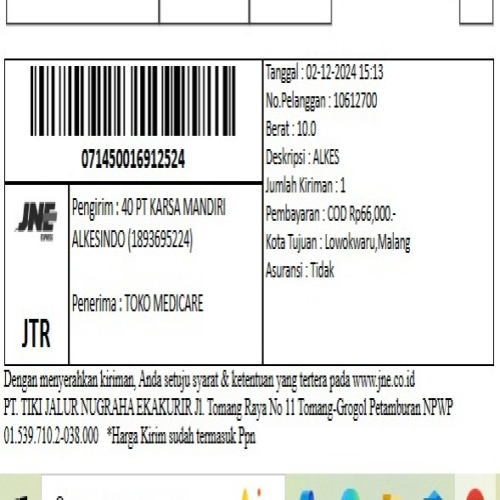 071450016912524
Tanggal : 02-12-2024 15:13
No.Pelanggan : 10612700
Berat : 10.0
Deskripsi : ALKES
Jumlah Kiriman : 1
Pembayaran : COD Rp66,000.-
Kota Tujuan : Lowokwaru,Malang
Asuransi : Tidak
JNE
EXPRESS
JTR
Pengirim : 40 PT KARSA MANDIRI
ALKESINDO (1893695224)
Penerima : TOKO MEDICARE
Dengan menyerahkan kiriman, Anda setuju syarat & ketentuan yang tertera pada www.jne.co.id
PT. TIKI JALUR NUGRAHA EKAKURIR Jl. Tomang Raya No 11 Tomang-Grogol Petamburan NPWP
01.539.710.2-038.000 *Harga Kirim sudah termasuk Ppn